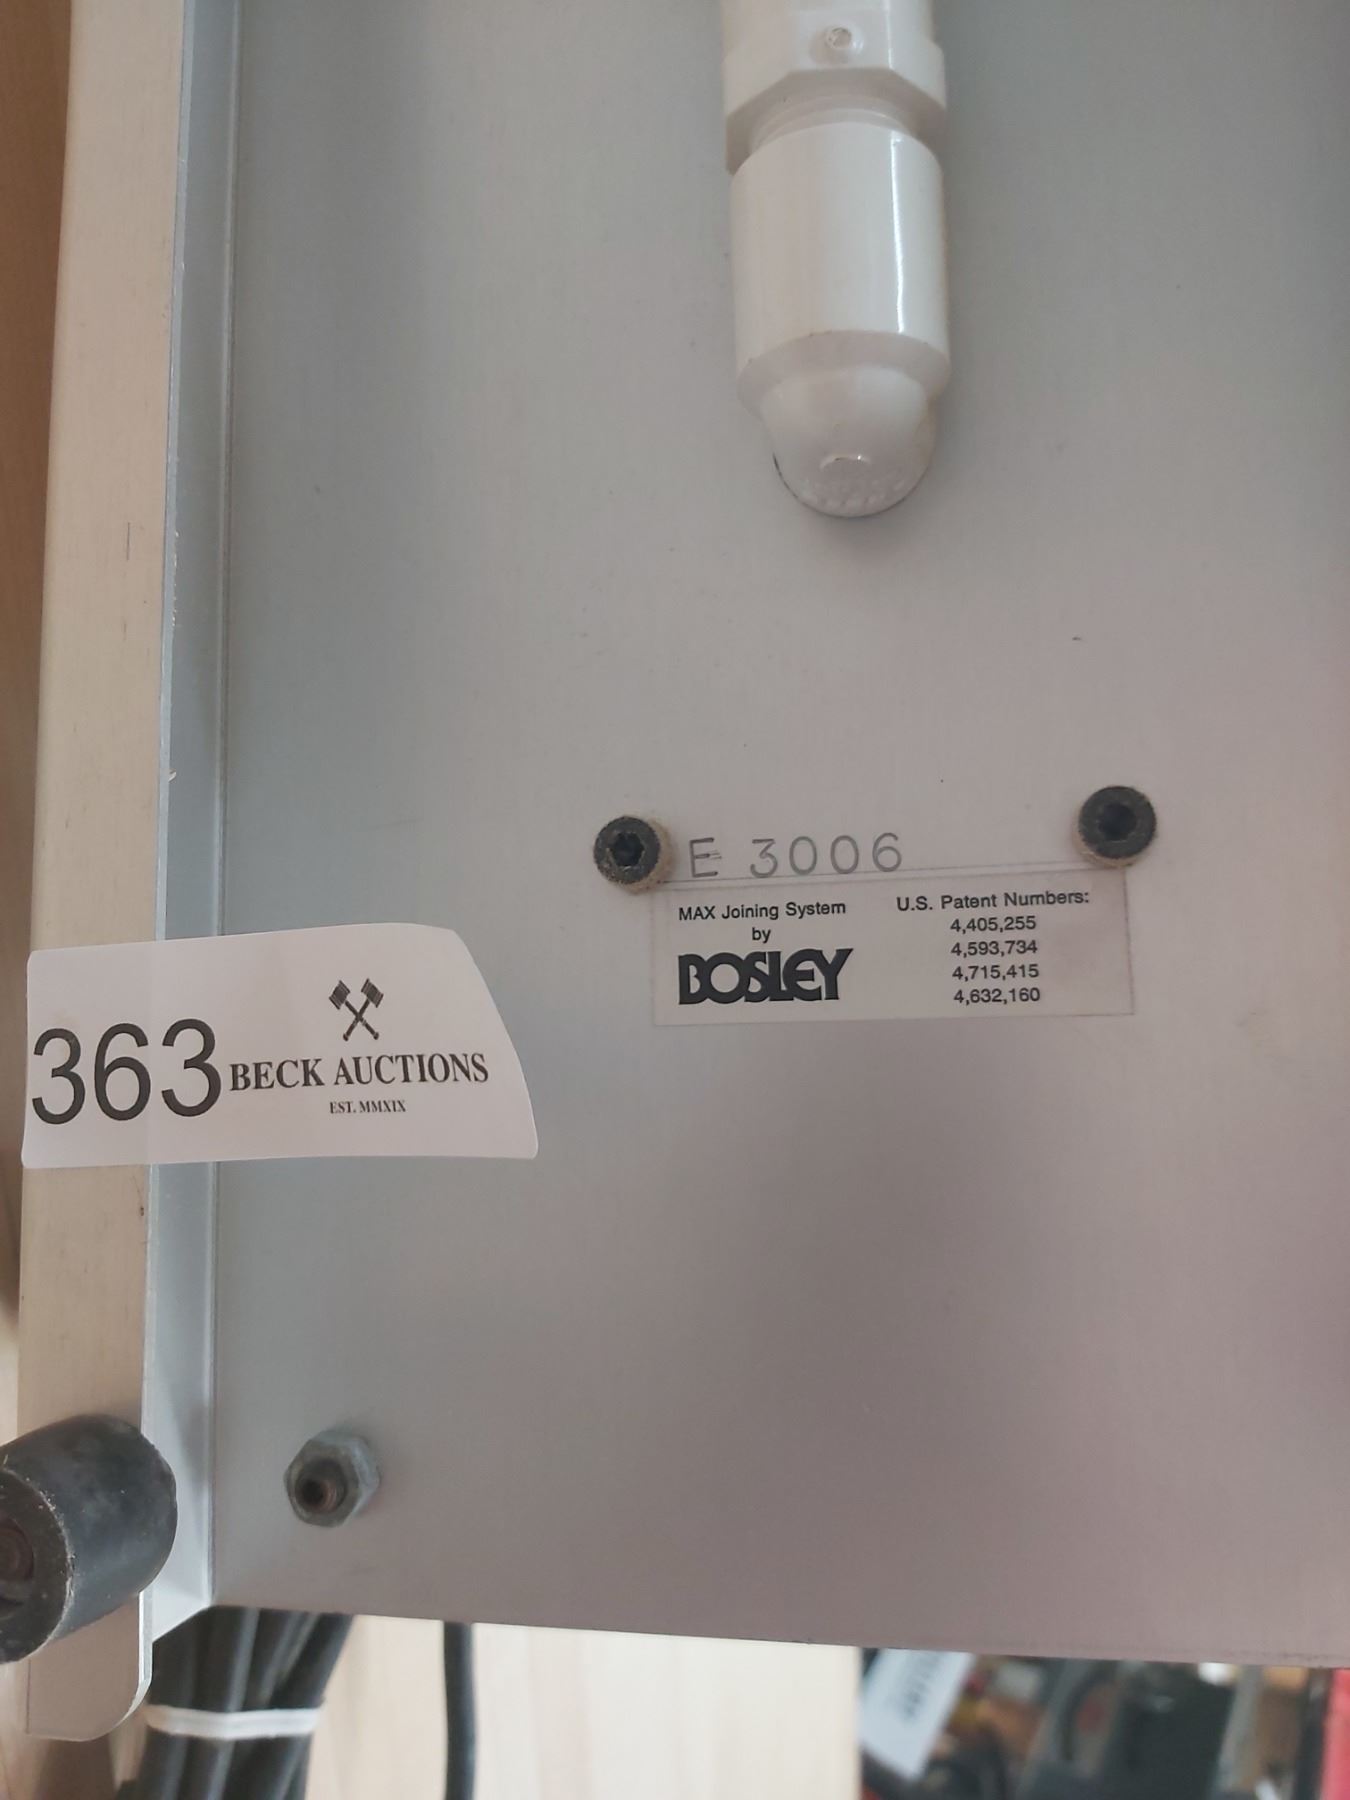 E 3006
MAX Joining System
by
BOSLEY
U.S. Patent Numbers:
4,405,255
4,593,734
4,715,415
4,632,160
363
BECK AUCTIONS
EST. MMXIX